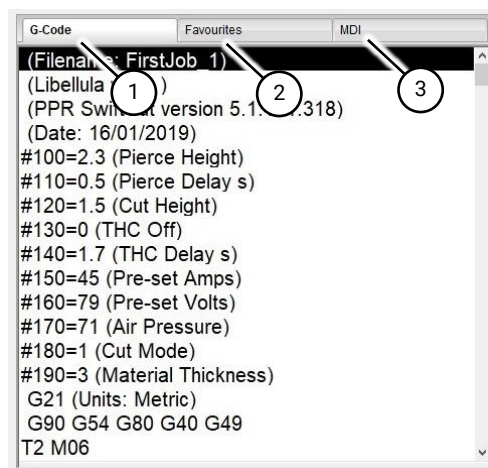 G-Code Favourites MDI
1 2 3
(Filename: FirstJob_1)
(Libellula )
(PPR version 5.1. .318)
(Date: 16/01/2019)
#100=2.3 (Pierce Height)
#110=0.5 (Pierce Delay s)
#120=1.5 (Cut Height)
#130=0 (THC Off)
#140=1.7 (THC Delay s)
#150=45 (Pre-set Amps)
#160=79 (Pre-set Volts)
#170=71 (Air Pressure)
#180=1 (Cut Mode)
#190=3 (Material Thickness)
G21 (Units: Metric)
G90 G54 G80 G40 G49
T2 M06